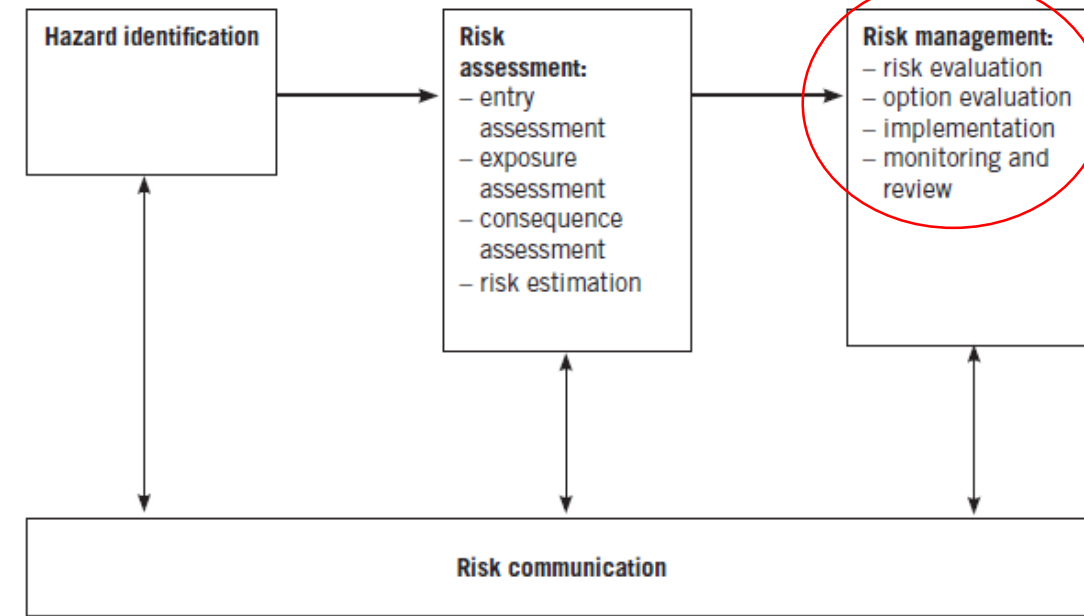 Hazard identification
Risk
assessment:
– entry
assessment
– exposure
assessment
– consequence
assessment
– risk estimation
Risk management:
– risk evaluation
– option evaluation
– implementation
– monitoring and
review
Risk communication